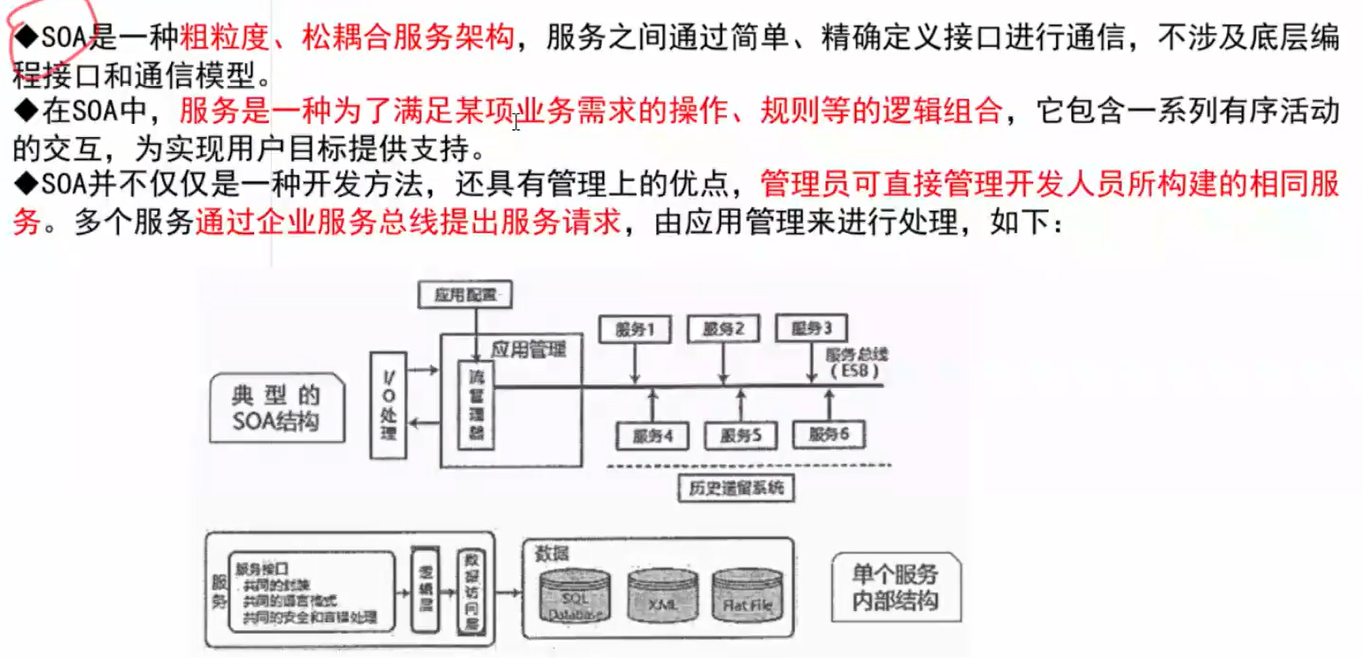 ◆SOA是一种粗粒度、松耦合服务架构，服务之间通过简单、精确定义接口进行通信，不涉及底层编
程接口和通信模型。
◆在SOA中，服务是一种为了满足某项业务需求的操作、规则等的逻辑组合，它包含一系列有序活动
的交互，为实现用户目标提供支持。
◆SOA并不仅仅是一种开发方法，还具有管理上的优点，管理员可直接管理开发人员所构建的相同服
务。多个服务通过企业服务总线提出服务请求，由应用管理来进行处理，如下：
应用配置
应用管理
服务1
服务2
服务3
服务总线
（ESB）
I/O处理
流管理器
典型的
SOA结构
服务4
服务5
服务6
历史遗留系统
服务
服务接口
共同的封装
共同的语言格式
共同的安全和容错处理
逻辑层
数据访问层
数据
SQL
Database
XML
Flat File
单个服务
内部结构